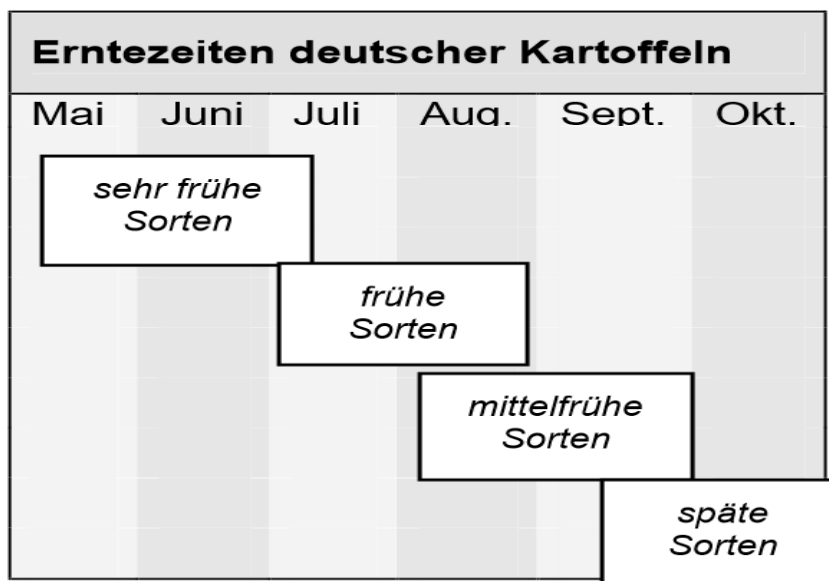 Erntezeiten deutscher Kartoffeln
Mai Juni Juli Aug. Sept. Okt.
sehr frühe
Sorten
frühe
Sorten
mittelfrühe
Sorten
späte
Sorten